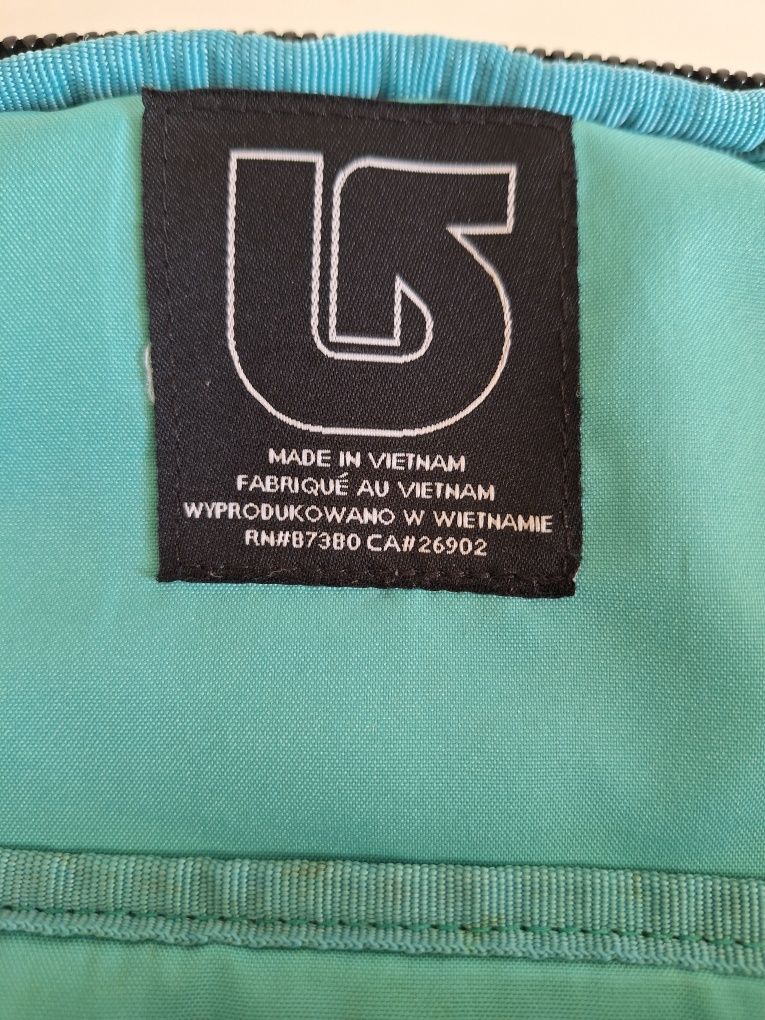 MADE IN VIETNAM
FABRIQUÉ AU VIETNAM
WYPRODUKOWANO W WIETNAMIE
RN#87380 CA#26902